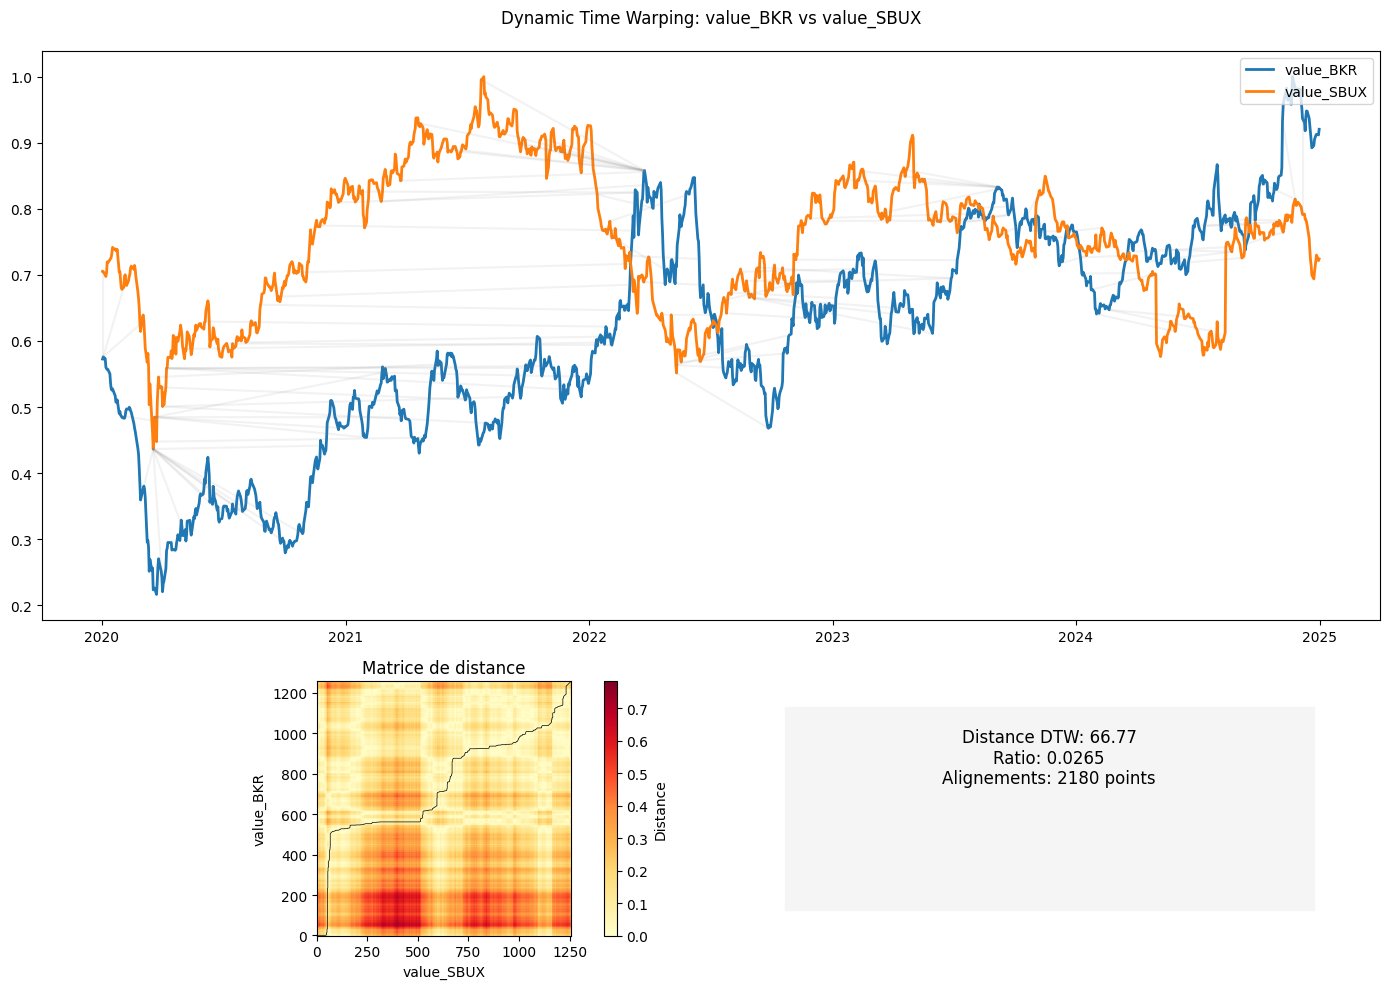 Dynamic Time Warping: value_BKR vs value_SBUX
value_BKR
value_SBUX
1.0
0.9
0.8
0.7
0.6
0.5
0.4
0.3
0.2
2020 2021 2022 2023 2024 2025
Matrice de distance
value_BKR
1200
1000
800
600
400
200
0
0 250 500 750 1000 1250
value_SBUX
0.7
0.6
0.5
0.4
0.3
0.2
0.1
0.0
Distance
Distance DTW: 66.77
Ratio: 0.0265
Alignements: 2180 points